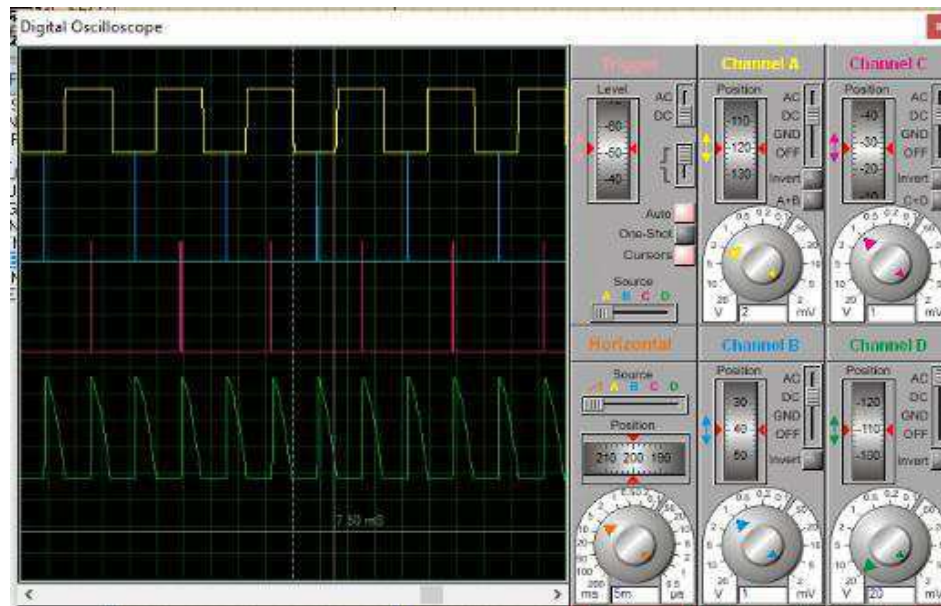 Digital Oscilloscope
Trigger
Level
AC
DC
-60
-50
-40
Auto
One-Shot
Cursors
Source
A B C D
Channel A
Position
AC
DC
GND
OFF
-110
-120
-130
Invert
A+B
V
2
mV
Channel C
Position
AC
DC
GND
OFF
-40
-30
-20
Invert
C+D
V
1
mV
Horizontal
Source
A B C D
Position
210 200 190
ms
5m
µs
Channel B
Position
AC
DC
GND
OFF
30
40
50
Invert
V
1
mV
Channel D
Position
AC
DC
GND
OFF
-120
-110
-100
Invert
V
20
mV
7.50 mS